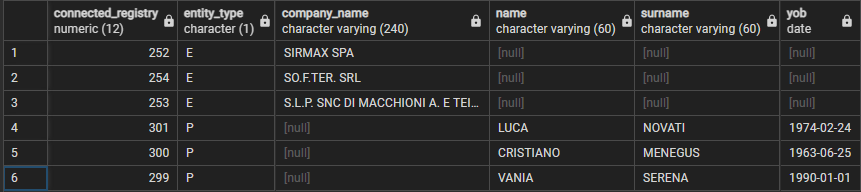 connected_registry entity_type company_name name surname yob
numeric (12) character (1) character varying (240) character varying (60) character varying (60) date
1 252 E SIRMAX SPA [null] [null] [null]
2 254 E SO.F.TER. SRL [null] [null] [null]
3 253 E S.L.P. SNC DI MACCHIONI A. E TEI... [null] [null] [null]
4 301 P [null] LUCA NOVATI 1974-02-24
5 300 P [null] CRISTIANO MENEGUS 1963-06-25
6 299 P [null] VANIA SERENA 1990-01-01